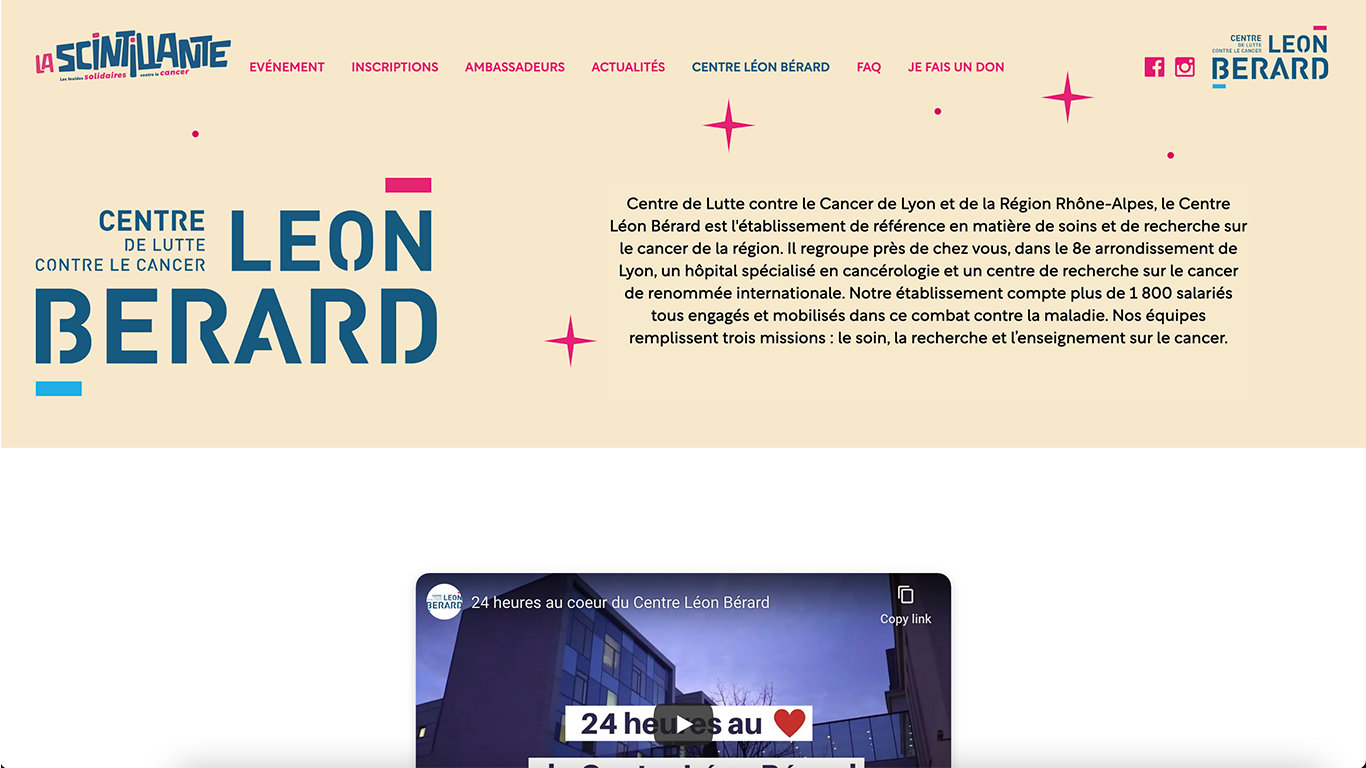 LA SCINTILLANTE
Les foulées solidaires contre le cancer
EVÉNEMENT INSCRIPTIONS AMBASSADEURS ACTUALITÉS CENTRE LÉON BÉRARD FAQ JE FAIS UN DON
CENTRE
DE LUTTE
CONTRE LE CANCER
LEON
BERARD
CENTRE
DE LUTTE
CONTRE LE CANCER
LEON
BERARD
Centre de Lutte contre le Cancer de Lyon et de la Région Rhône-Alpes, le Centre
Léon Bérard est l'établissement de référence en matière de soins et de recherche sur
le cancer de la région. Il regroupe près de chez vous, dans le 8e arrondissement de
Lyon, un hôpital spécialisé en cancérologie et un centre de recherche sur le cancer
de renommée internationale. Notre établissement compte plus de 1 800 salariés
tous engagés et mobilisés dans ce combat contre la maladie. Nos équipes
remplissent trois missions : le soin, la recherche et l’enseignement sur le cancer.
LEON
BERARD
24 heures au coeur du Centre Léon Bérard
Copy link
24 heures au
du Centre Léon Bérard